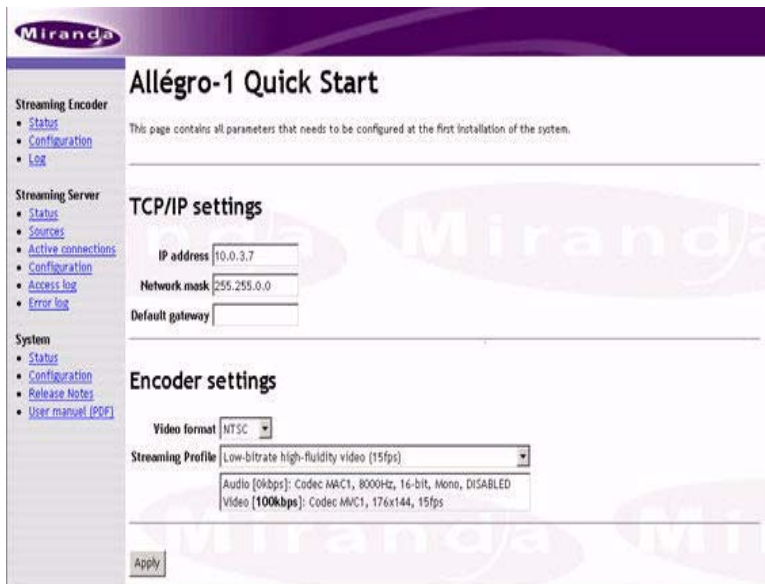 Miranda
Streaming Encoder
Status
Configuration
Log
Streaming Server
Status
Sources
Active connections
Configuration
Access log
Error log
System
Status
Configuration
Release Notes
User manuel (PDF)
Allégro-1 Quick Start
This page contains all parameters that needs to be configured at the first installation of the system.
TCP/IP settings
IP address 10.0.3.7
Network mask 255.255.0.0
Default gateway
Encoder settings
Video format NTSC
Streaming Profile Low-bitrate high-fluidity video (15fps)
Audio [0kbps]: Codec MAC1, 8000Hz, 16-bit, Mono, DISABLED
Video [100kbps]: Codec MVC1, 176x144, 15fps
Apply